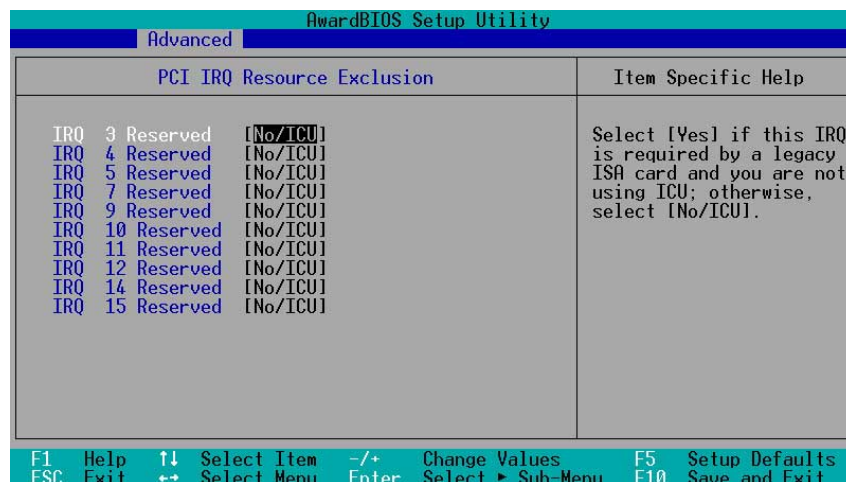 AwardBIOS Setup Utility
Advanced
PCI IRQ Resource Exclusion
Item Specific Help
IRQ 3 Reserved [No/ICU]
IRQ 4 Reserved [No/ICU]
IRQ 5 Reserved [No/ICU]
IRQ 7 Reserved [No/ICU]
IRQ 9 Reserved [No/ICU]
IRQ 10 Reserved [No/ICU]
IRQ 11 Reserved [No/ICU]
IRQ 12 Reserved [No/ICU]
IRQ 14 Reserved [No/ICU]
IRQ 15 Reserved [No/ICU]
Select [Yes] if this IRQ
is required by a legacy
ISA card and you are not
using ICU; otherwise,
select [No/ICU].
F1 Help ↑↓ Select Item -/+ Change Values F5 Setup Defaults
ESC Exit ←→ Select Menu Enter Select ► Sub-Menu F10 Save and Exit